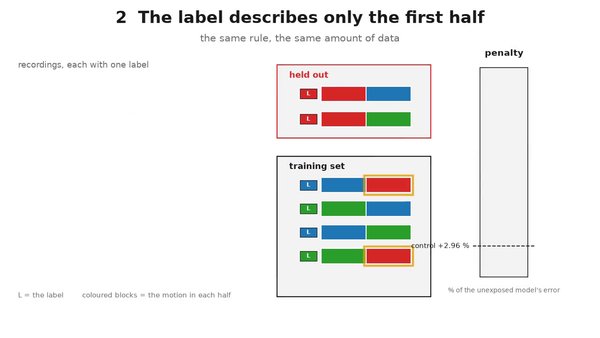 2  The label describes only the first half
the same rule, the same amount of data
penalty
recordings, each with one label
held out
L
L
training set
L
L
L
L
control +2.96 %
% of the unexposed model's error
L = the label
coloured blocks = the motion in each half